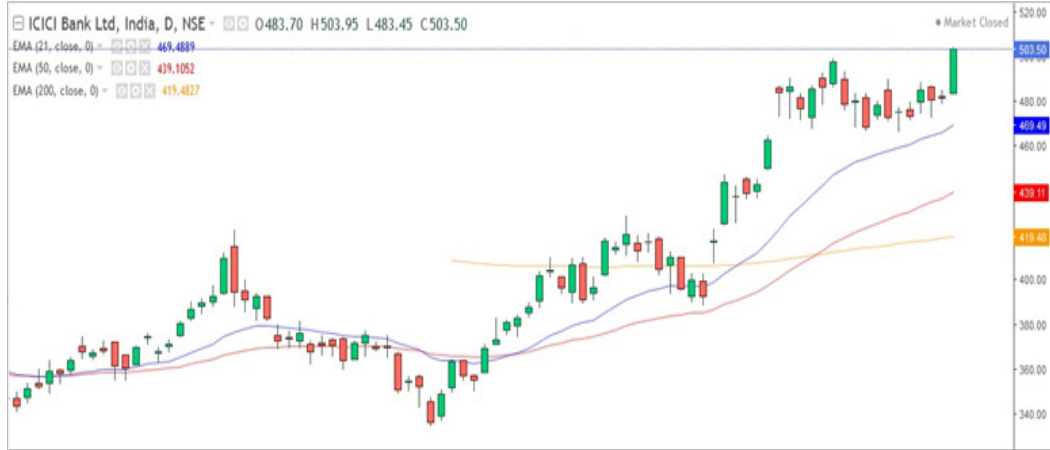 ICICI Bank Ltd, India, D, NSE O483.70 H503.95 L483.45 C503.50
Market Closed
EMA (21, close, 0) 469.4889
EMA (50, close, 0) 439.1052
EMA (200, close, 0) 419.4827
520.00
503.50
500.00
480.00
469.49
460.00
439.11
419.48
400.00
380.00
360.00
340.00